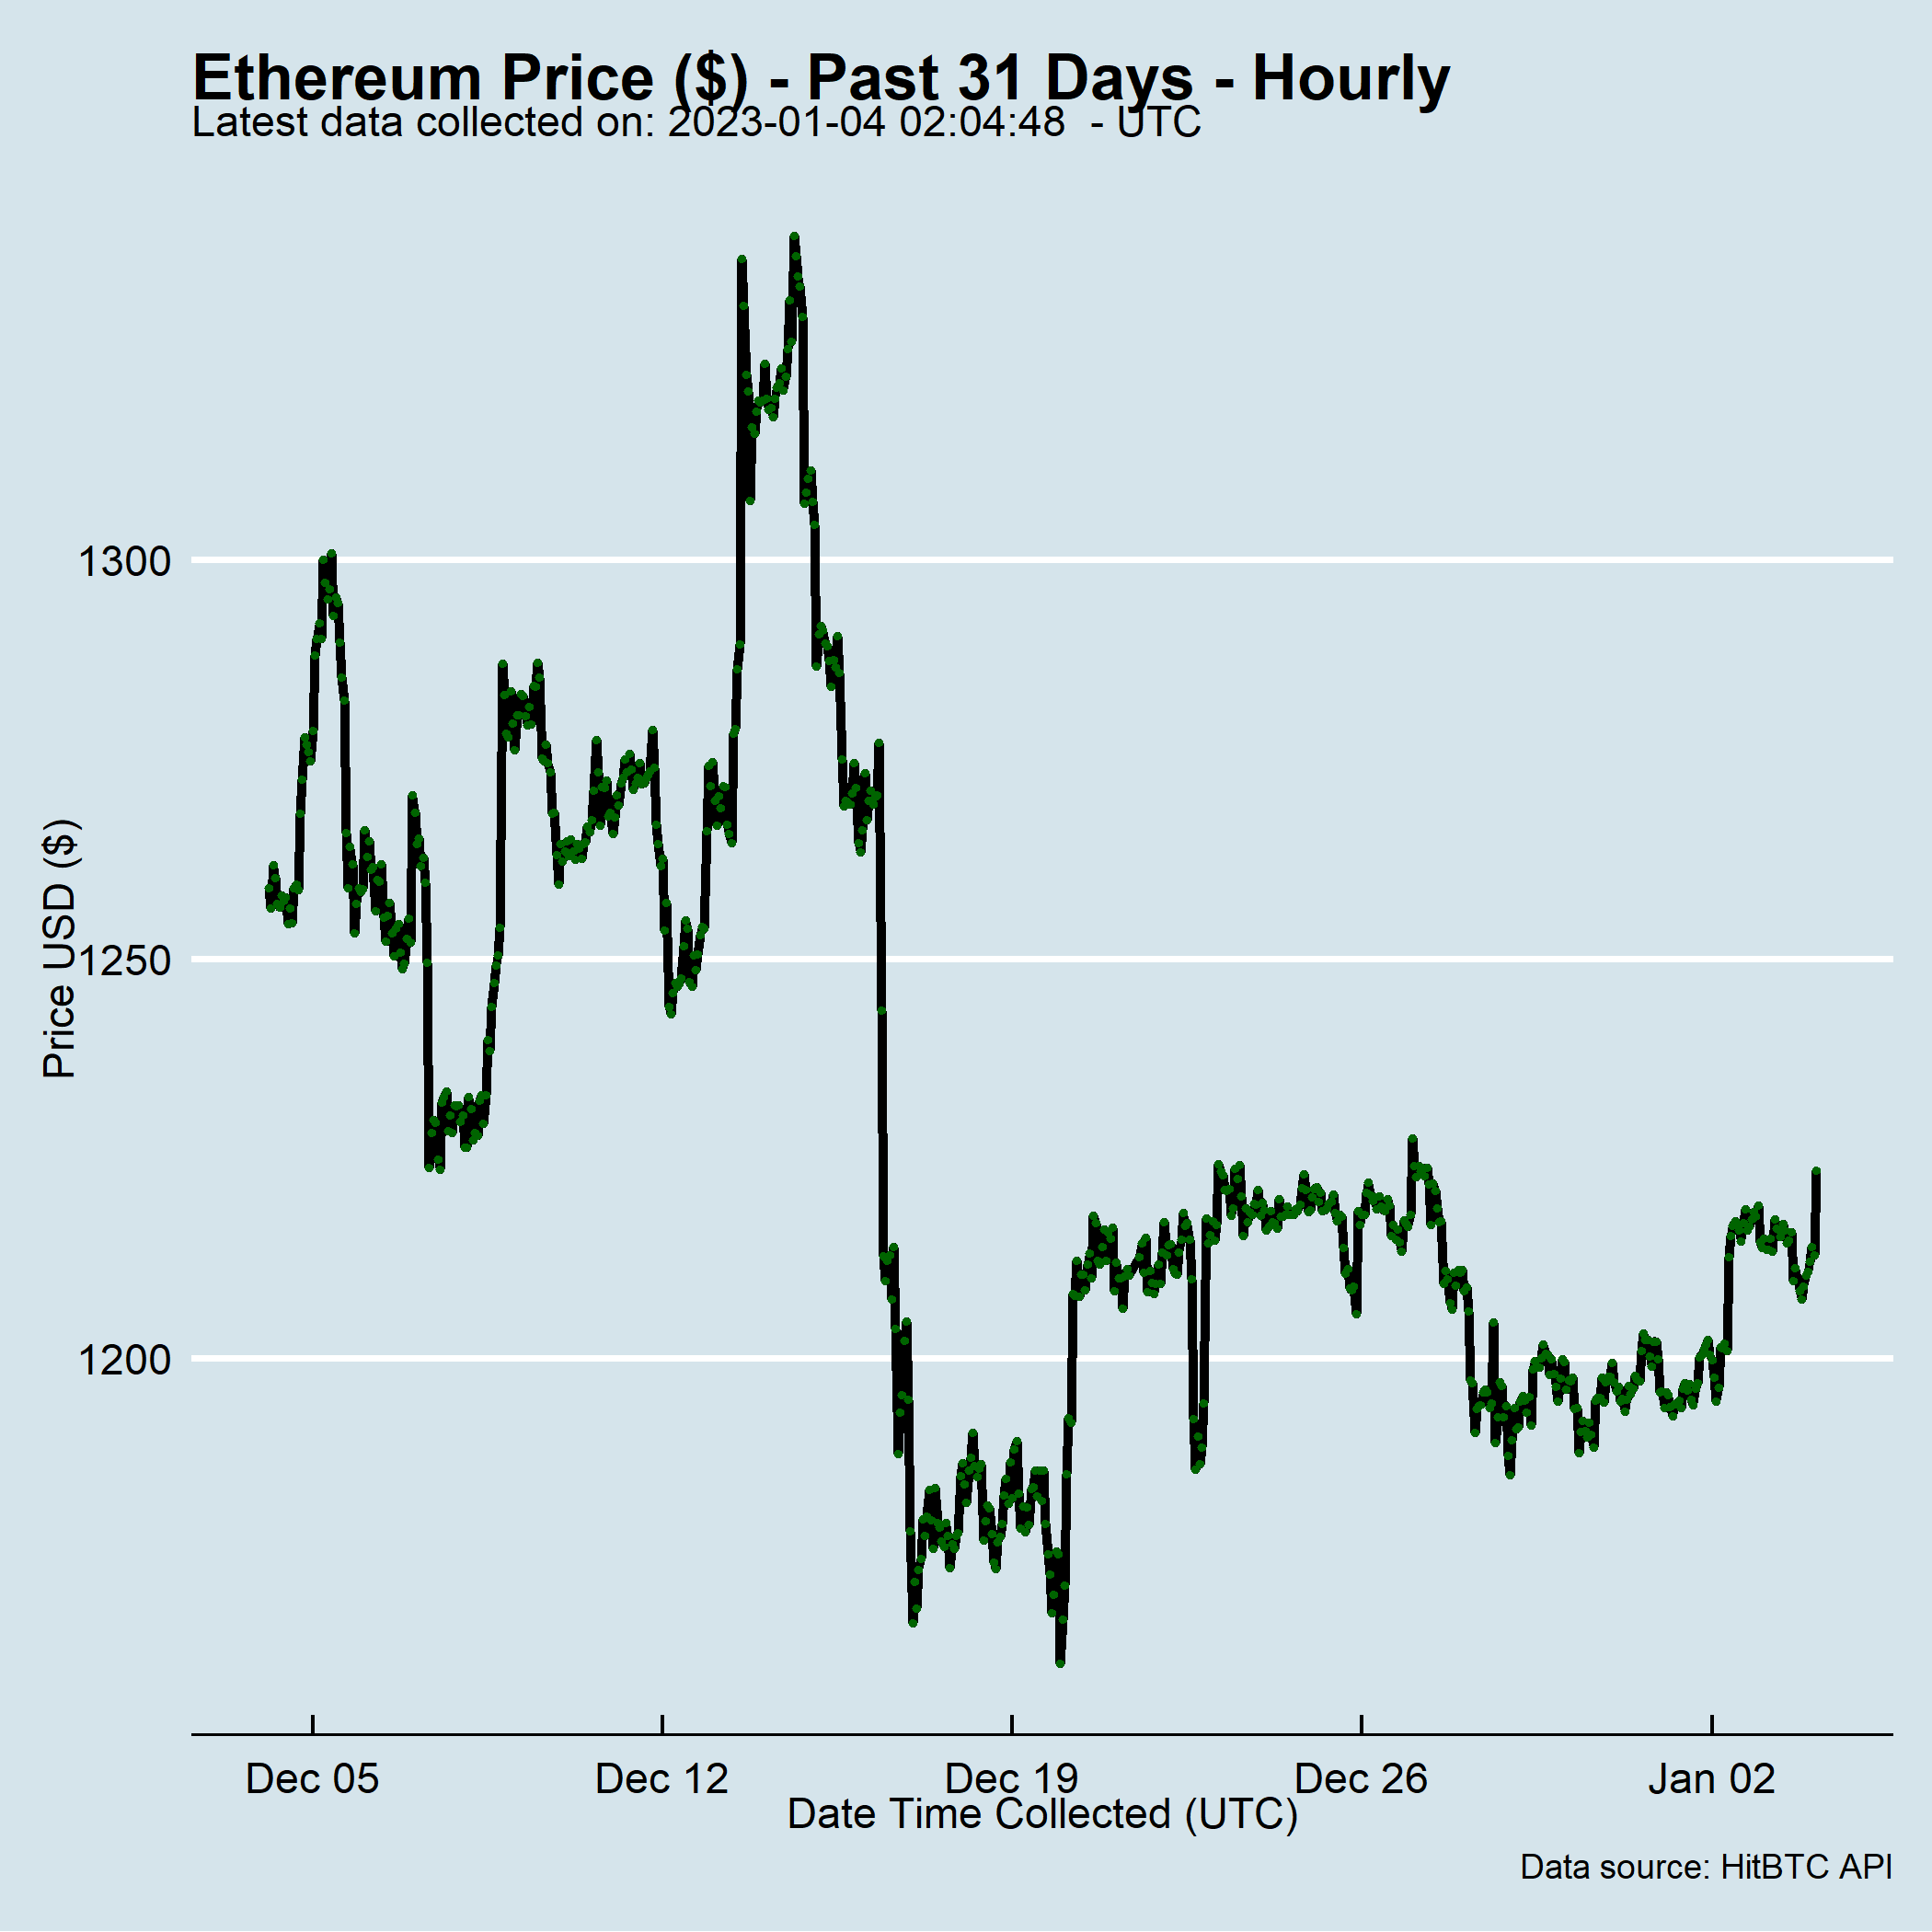 Ethereum Price ($) - Past 31 Days - Hourly
Latest data collected on: 2023-01-04 02:04:48  - UTC
Price USD ($)
1300
1250
1200
Dec 05
Dec 12
Dec 19
Dec 26
Jan 02
Date Time Collected (UTC)
Data source: HitBTC API